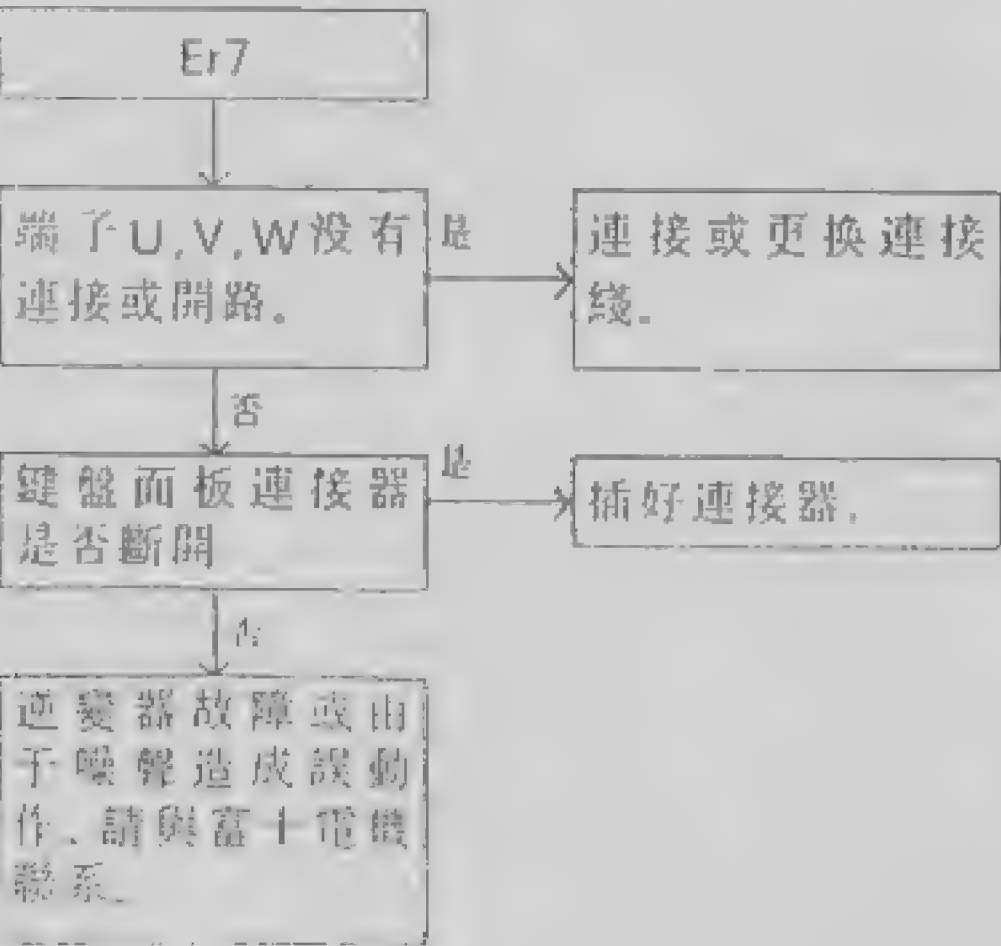 Er7
端子U,V,W没有
連接或開路。
是
連接或更换連接
綫。
否
鍵盤面板連接器
是否斷開
是
插好連接器。
否
逆變器故障或由
于噪聲造成誤動
作、請與富士電機
聯系。